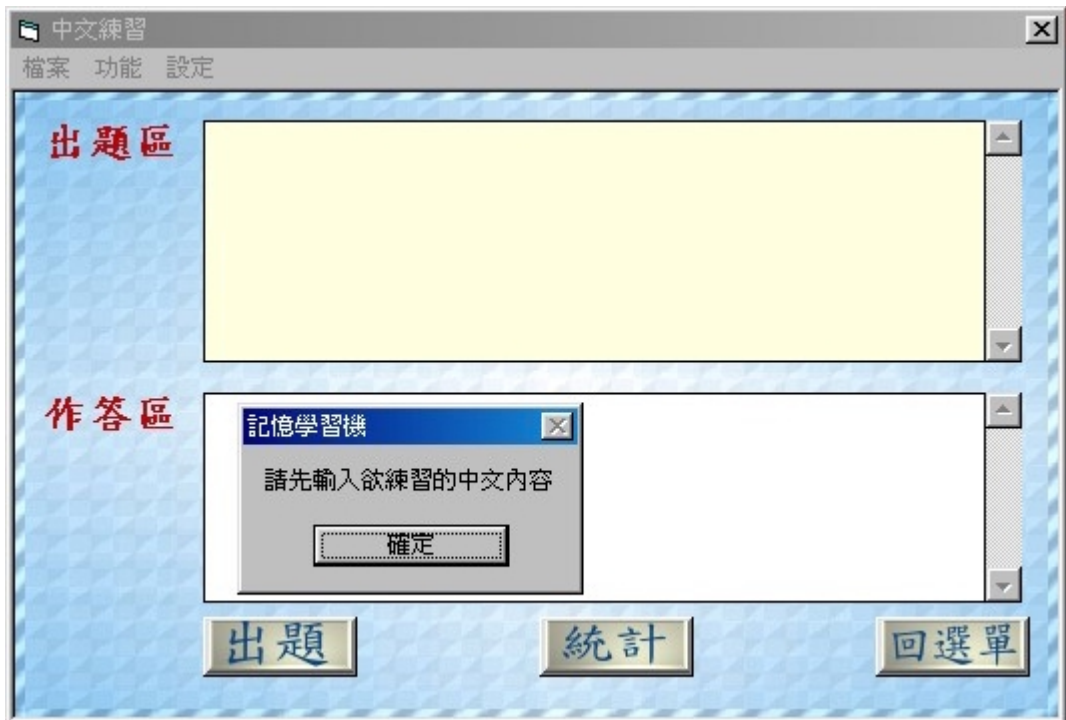 中文練習
檔案 功能 設定
出題區
作答區
記憶學習機
請先輸入欲練習的中文內容
確定
出題 統計 回選單